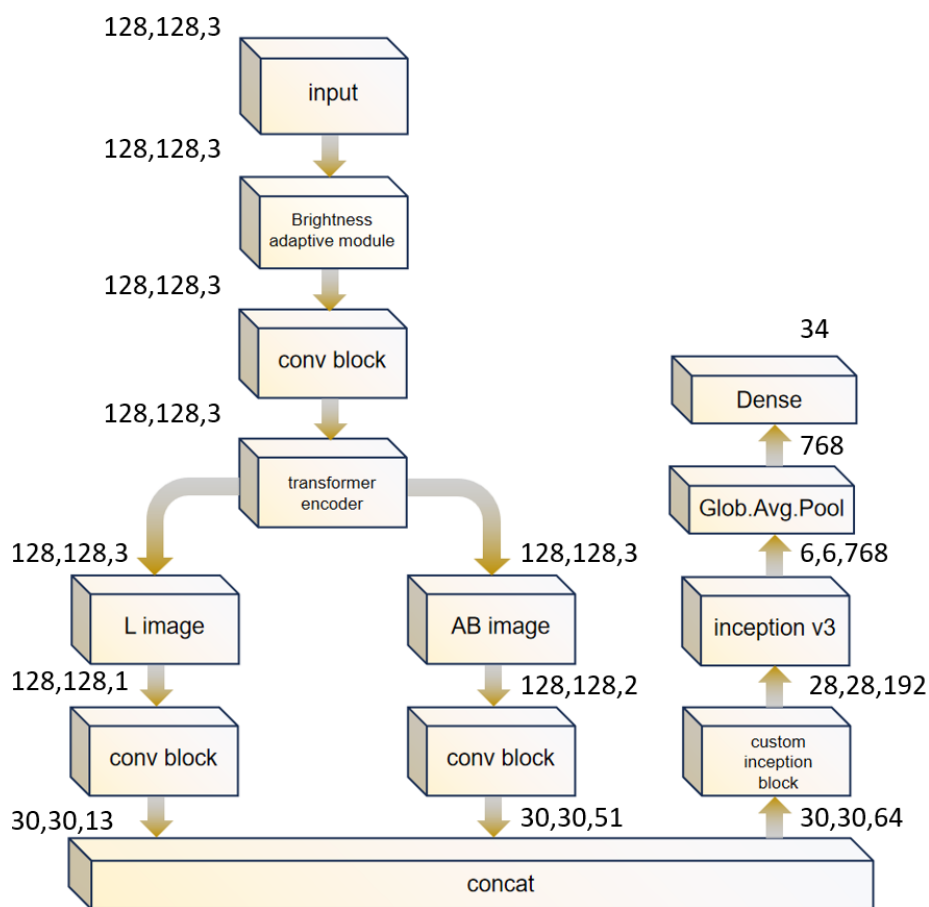 128,128,3
input
128,128,3
Brightness
adaptive module
128,128,3
conv block
128,128,3
transformer
encoder
128,128,3
L image
128,128,1
conv block
30,30,13
128,128,3
AB image
128,128,2
conv block
30,30,51
concat
30,30,64
custom
inception
block
28,28,192
inception v3
6,6,768
Glob.Avg.Pool
768
Dense
34